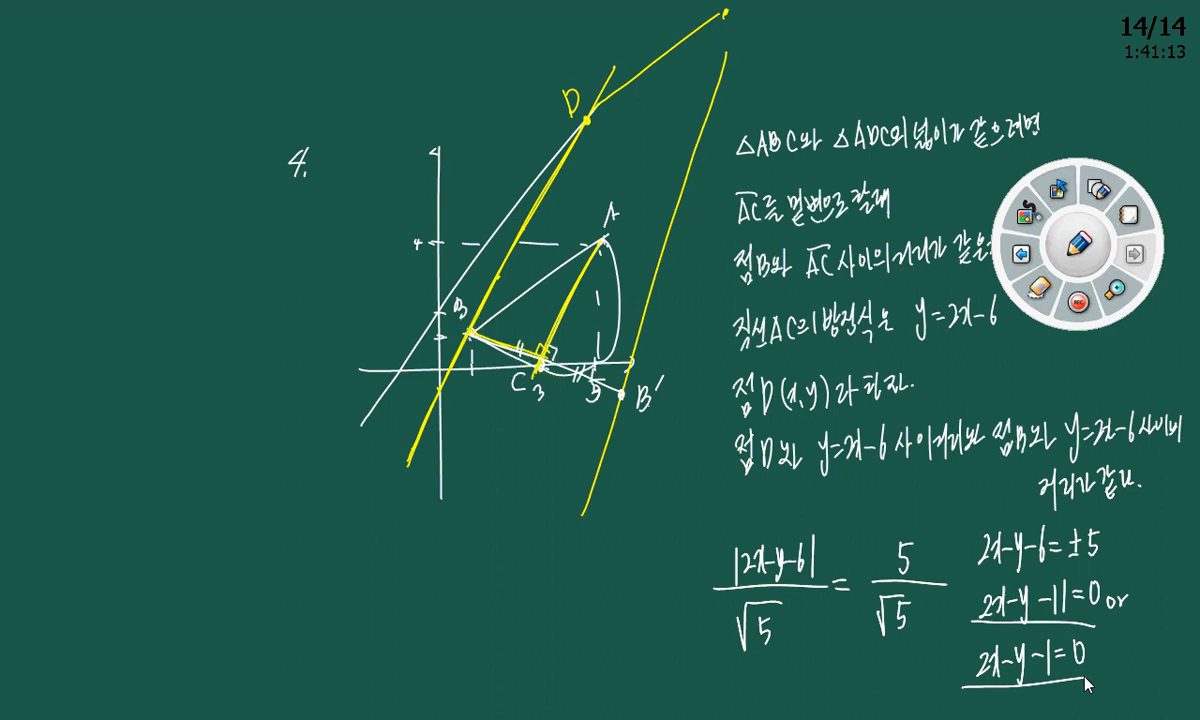 14/14
1:41:13
4.
D
A
4
B
C
3
5
B'
△ABC와 △ADC의 넓이가 같으려면
AC를 밑변으로 할때
점B와 AC 사이의 거리가 같은
직선AC의 방정식은 y=2x-6
점D(x,y)라 하자.
점D와 y=2x-6 사이거리와 점B와 y=2x-6 사이의
거리가 같다.
|2x-y-6| / √5 = 5 / √5
2x-y-6=±5
2x-y-11=0 or
2x-y-1=0